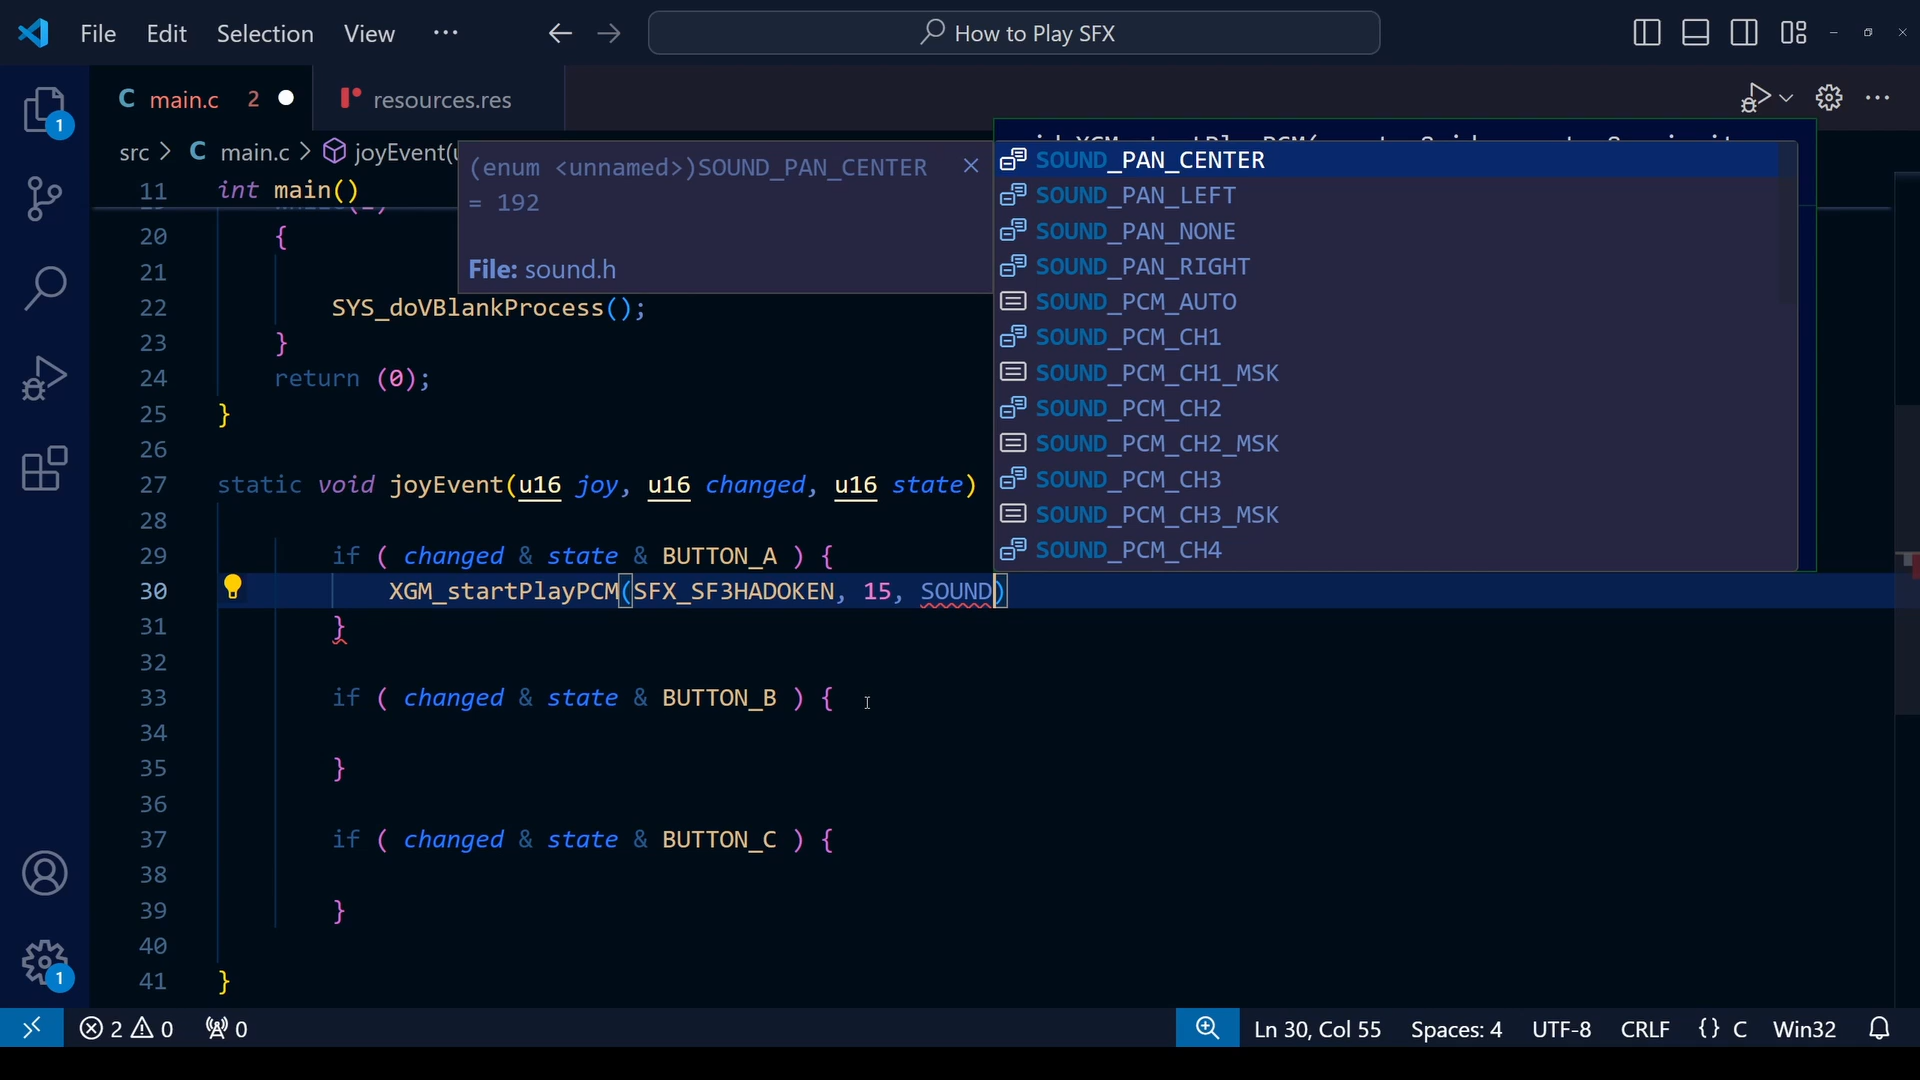 File Edit Selection View ··· How to Play SFX
main.c 2 resources.res
src > C main.c > joyEvent(u
11 int main()
20 {
21
22 SYS_doVBlankProcess();
23 }
24 return (0);
25 }
26
27 static void joyEvent(u16 joy, u16 changed, u16 state)
28
29 if ( changed & state & BUTTON_A ) {
30 XGM_startPlayPCM(SFX_SF3HADOKEN, 15, SOUND)
31 }
32
33 if ( changed & state & BUTTON_B ) {
34
35 }
36
37 if ( changed & state & BUTTON_C ) {
38
39 }
40
41 }
(enum <unnamed>)SOUND_PAN_CENTER
= 192
File: sound.h
SOUND_PAN_CENTER
SOUND_PAN_LEFT
SOUND_PAN_NONE
SOUND_PAN_RIGHT
SOUND_PCM_AUTO
SOUND_PCM_CH1
SOUND_PCM_CH1_MSK
SOUND_PCM_CH2
SOUND_PCM_CH2_MSK
SOUND_PCM_CH3
SOUND_PCM_CH3_MSK
SOUND_PCM_CH4
1
1
2 0 0 Ln 30, Col 55 Spaces: 4 UTF-8 CRLF {} C Win32